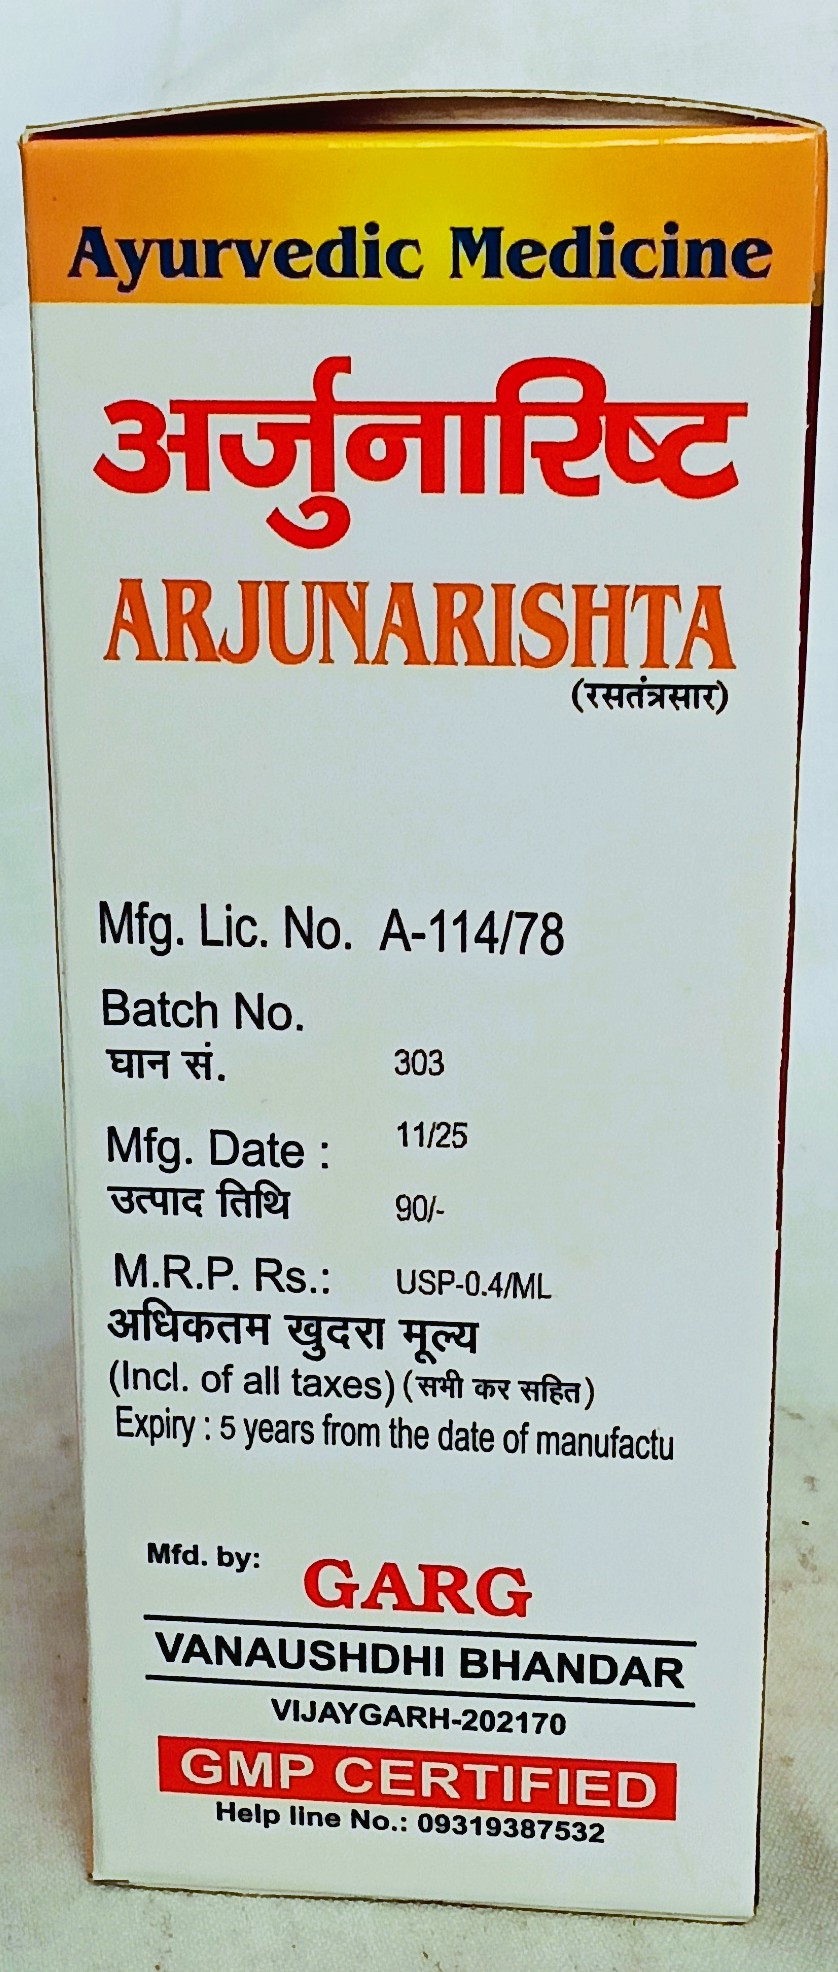 Ayurvedic Medicine
अर्जुनारिष्ट
ARJUNARISHTA
(रसतंत्रसार)
Mfg. Lic. No. A-114/78
Batch No.
घान सं. 303
Mfg. Date : 11/25
उत्पाद तिथि 90/-
M.R.P. Rs.: USP-0.4/ML
अधिकतम खुदरा मूल्य
(Incl. of all taxes) (सभी कर सहित)
Expiry : 5 years from the date of manufactu
Mfd. by: GARG
VANAUSHDHI BHANDAR
VIJAYGARH-202170
GMP CERTIFIED
Help line No.: 09319387532